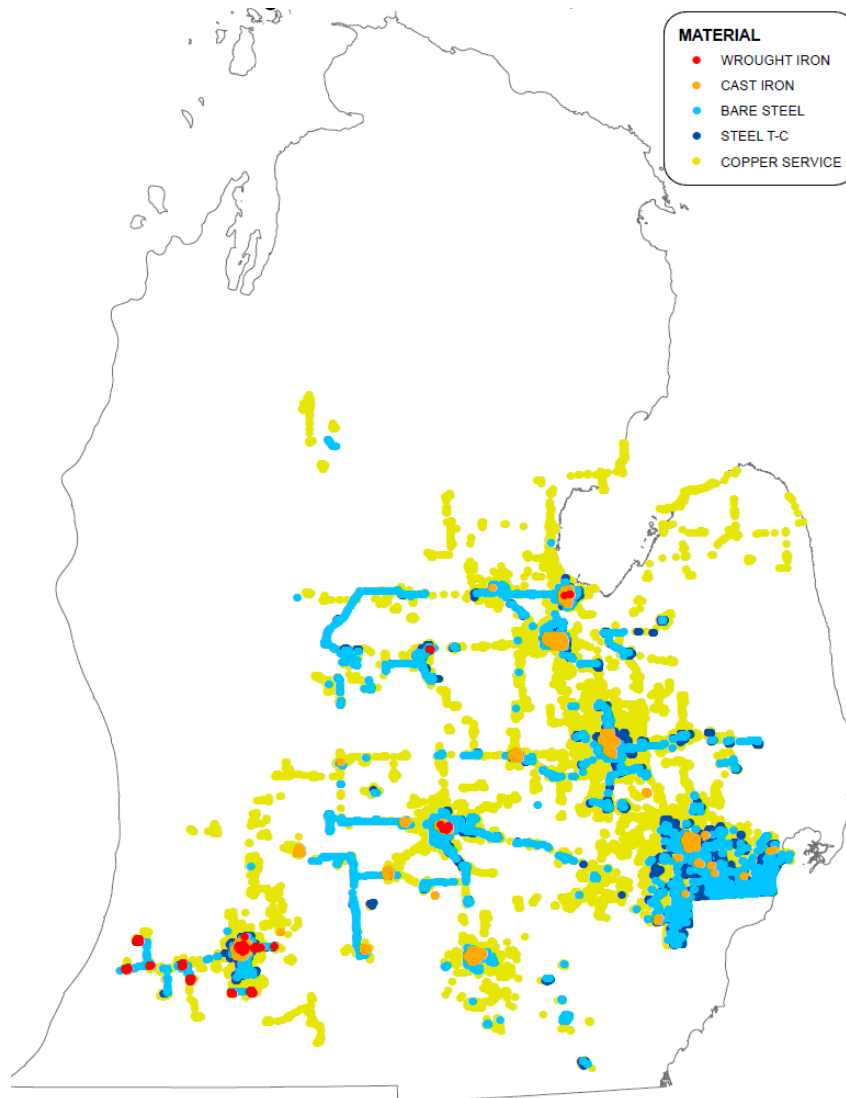 MATERIAL
WROUGHT IRON
CAST IRON
BARE STEEL
STEEL T-C
COPPER SERVICE